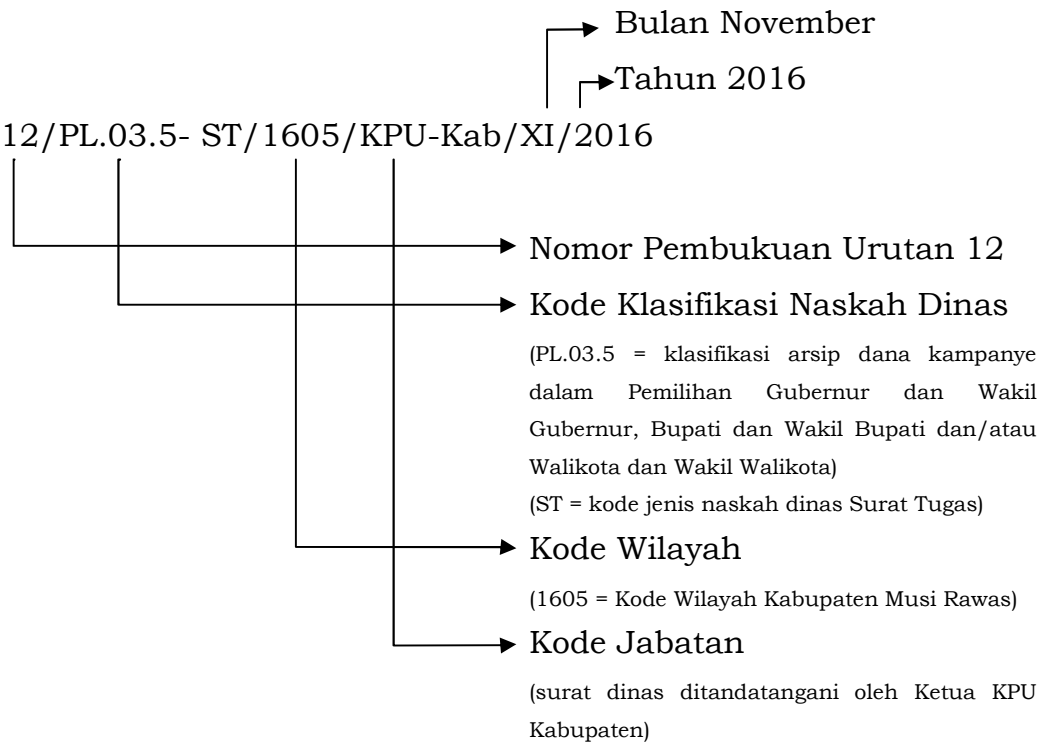 Bulan November
Tahun 2016
12/PL.03.5- ST/1605/KPU-Kab/XI/2016
Nomor Pembukuan Urutan 12
Kode Klasifikasi Naskah Dinas
(PL.03.5 = klasifikasi arsip dana kampanye
dalam Pemilihan Gubernur dan Wakil
Gubernur, Bupati dan Wakil Bupati dan/atau
Walikota dan Wakil Walikota)
(ST = kode jenis naskah dinas Surat Tugas)
Kode Wilayah
(1605 = Kode Wilayah Kabupaten Musi Rawas)
Kode Jabatan
(surat dinas ditandatangani oleh Ketua KPU
Kabupaten)